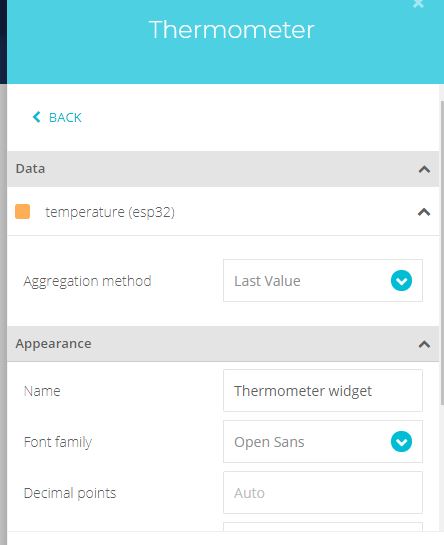 Thermometer
BACK
Data
temperature (esp32)
Aggregation method Last Value
Appearance
Name Thermometer widget
Font family Open Sans
Decimal points Auto